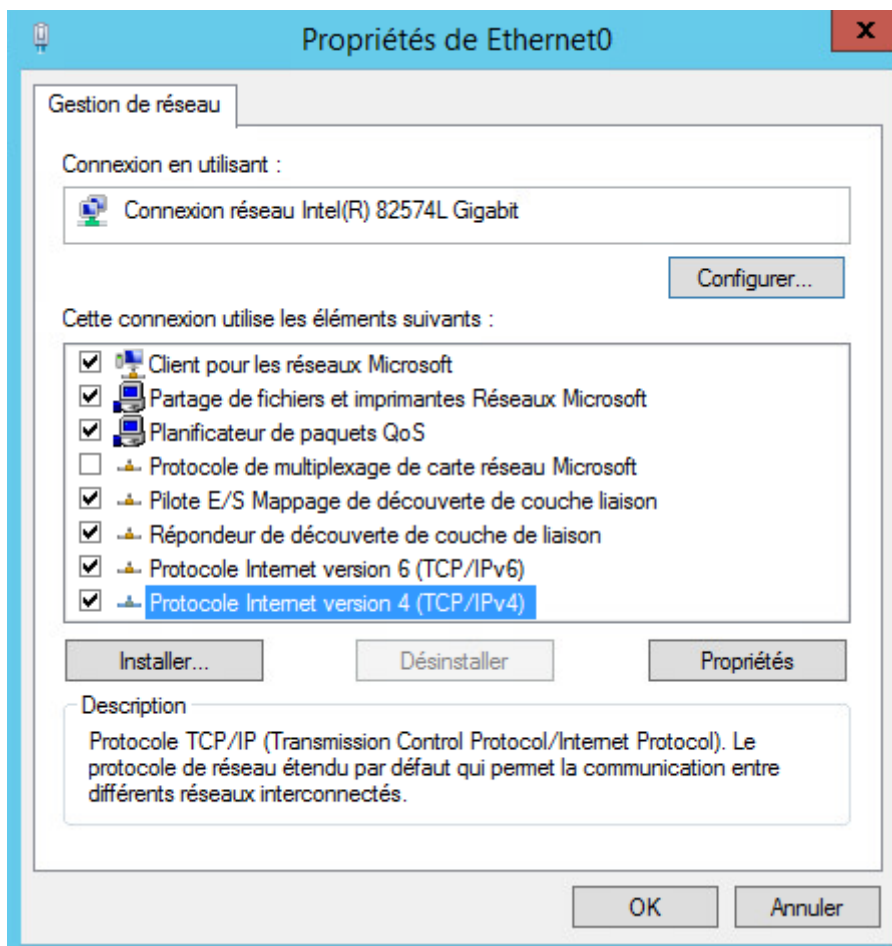 Propriétés de Ethernet0
x
Gestion de réseau
Connexion en utilisant :
Connexion réseau Intel(R) 82574L Gigabit
Configurer...
Cette connexion utilise les éléments suivants :
Client pour les réseaux Microsoft
Partage de fichiers et imprimantes Réseaux Microsoft
Planificateur de paquets QoS
Protocole de multiplexage de carte réseau Microsoft
Pilote E/S Mappage de découverte de couche liaison
Répondeur de découverte de couche de liaison
Protocole Internet version 6 (TCP/IPv6)
Protocole Internet version 4 (TCP/IPv4)
Installer...
Désinstaller
Propriétés
Description
Protocole TCP/IP (Transmission Control Protocol/Internet Protocol). Le
protocole de réseau étendu par défaut qui permet la communication entre
différents réseaux interconnectés.
OK
Annuler